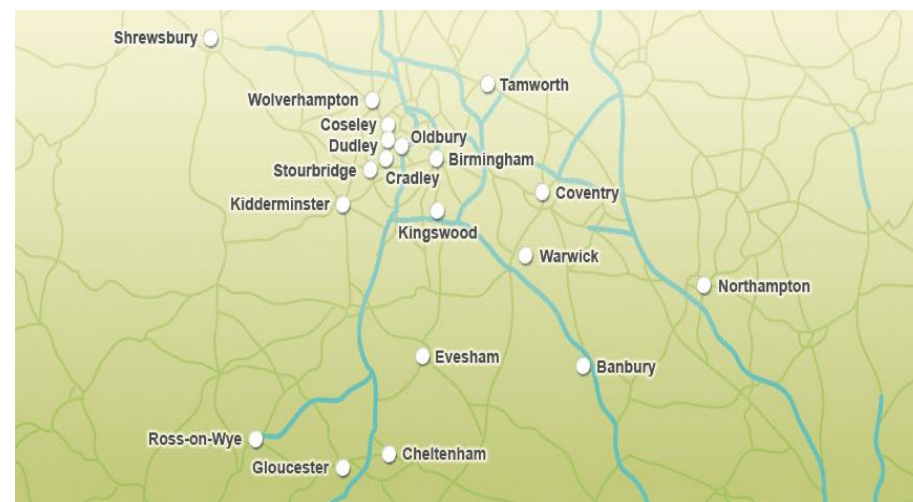 Shrewsbury
Tamworth
Wolverhampton
Coseley
Oldbury
Dudley
Birmingham
Stourbridge
Cradley
Coventry
Kidderminster
Kingswood
Warwick
Northampton
Evesham
Banbury
Ross-on-Wye
Cheltenham
Gloucester